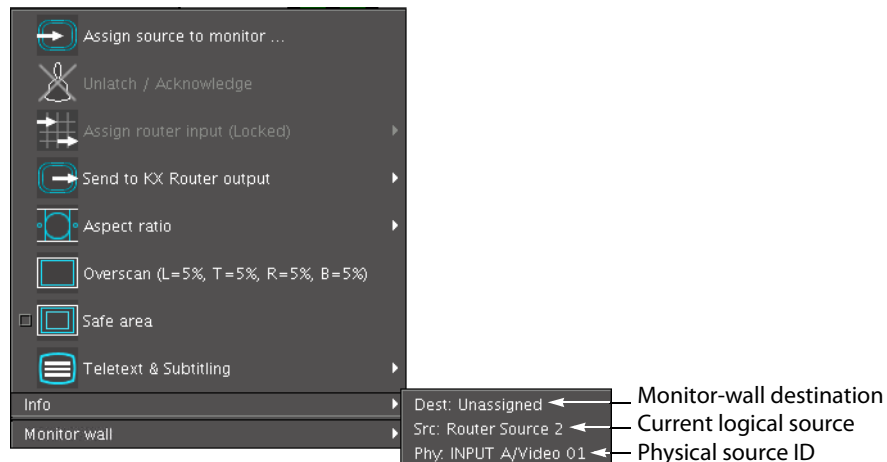 Assign source to monitor ...
Unlatch / Acknowledge
Assign router input (Locked)
Send to KX Router output
Aspect ratio
Overscan (L=5%, T=5%, R=5%, B=5%)
Safe area
Teletext & Subtitling
Info
Monitor wall
Dest: Unassigned
Monitor-wall destination
Src: Router Source 2
Current logical source
Phy: INPUT A/Video 01
Physical source ID